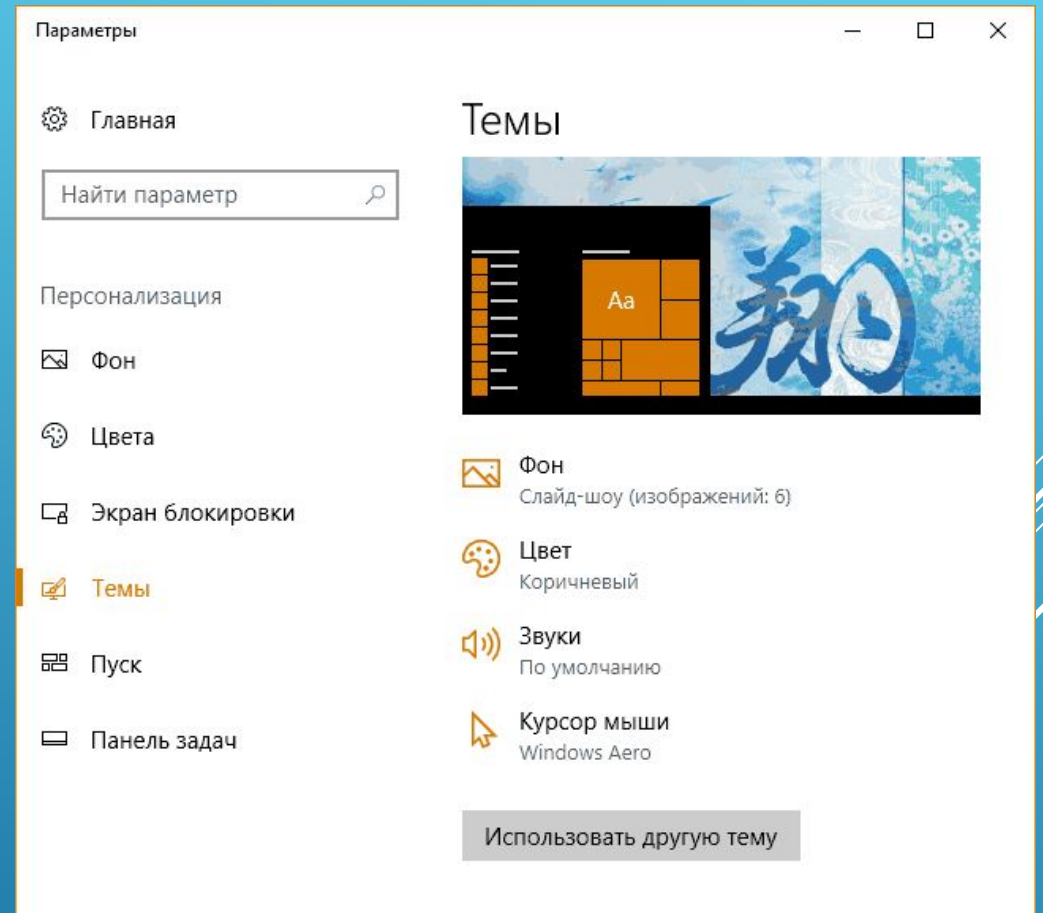 Параметры
Главная
Найти параметр
Персонализация
Фон
Цвета
Экран блокировки
Темы
Пуск
Панель задач
Темы
Aa
翔
Фон
Слайд-шоу (изображений: 6)
Цвет
Коричневый
Звуки
По умолчанию
Курсор мыши
Windows Aero
Использовать другую тему